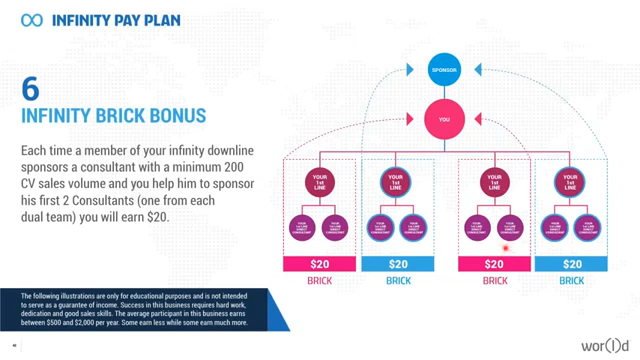 INFINITY PAY PLAN
6
INFINITY BRICK BONUS
Each time a member of your infinity downline
sponsors a consultant with a minimum 200
CV sales volume and you help him to sponsor
his first 2 Consultants (one from each
dual team) you will earn $20.
SPONSOR
YOU
YOUR
1st
LINE
YOUR
1st
LINE
YOUR
1st
LINE
YOUR
1st
LINE
$20
$20
$20
$20
BRICK
BRICK
BRICK
BRICK
The following illustrations are only for educational purposes and is not intended
to serve as a guarantee of income. Success in this business requires hard work,
dedication and good sales skills. The average participant in this business earns
between $500 and $2,000 per year. Some earn less while some earn much more.
wor(l)d